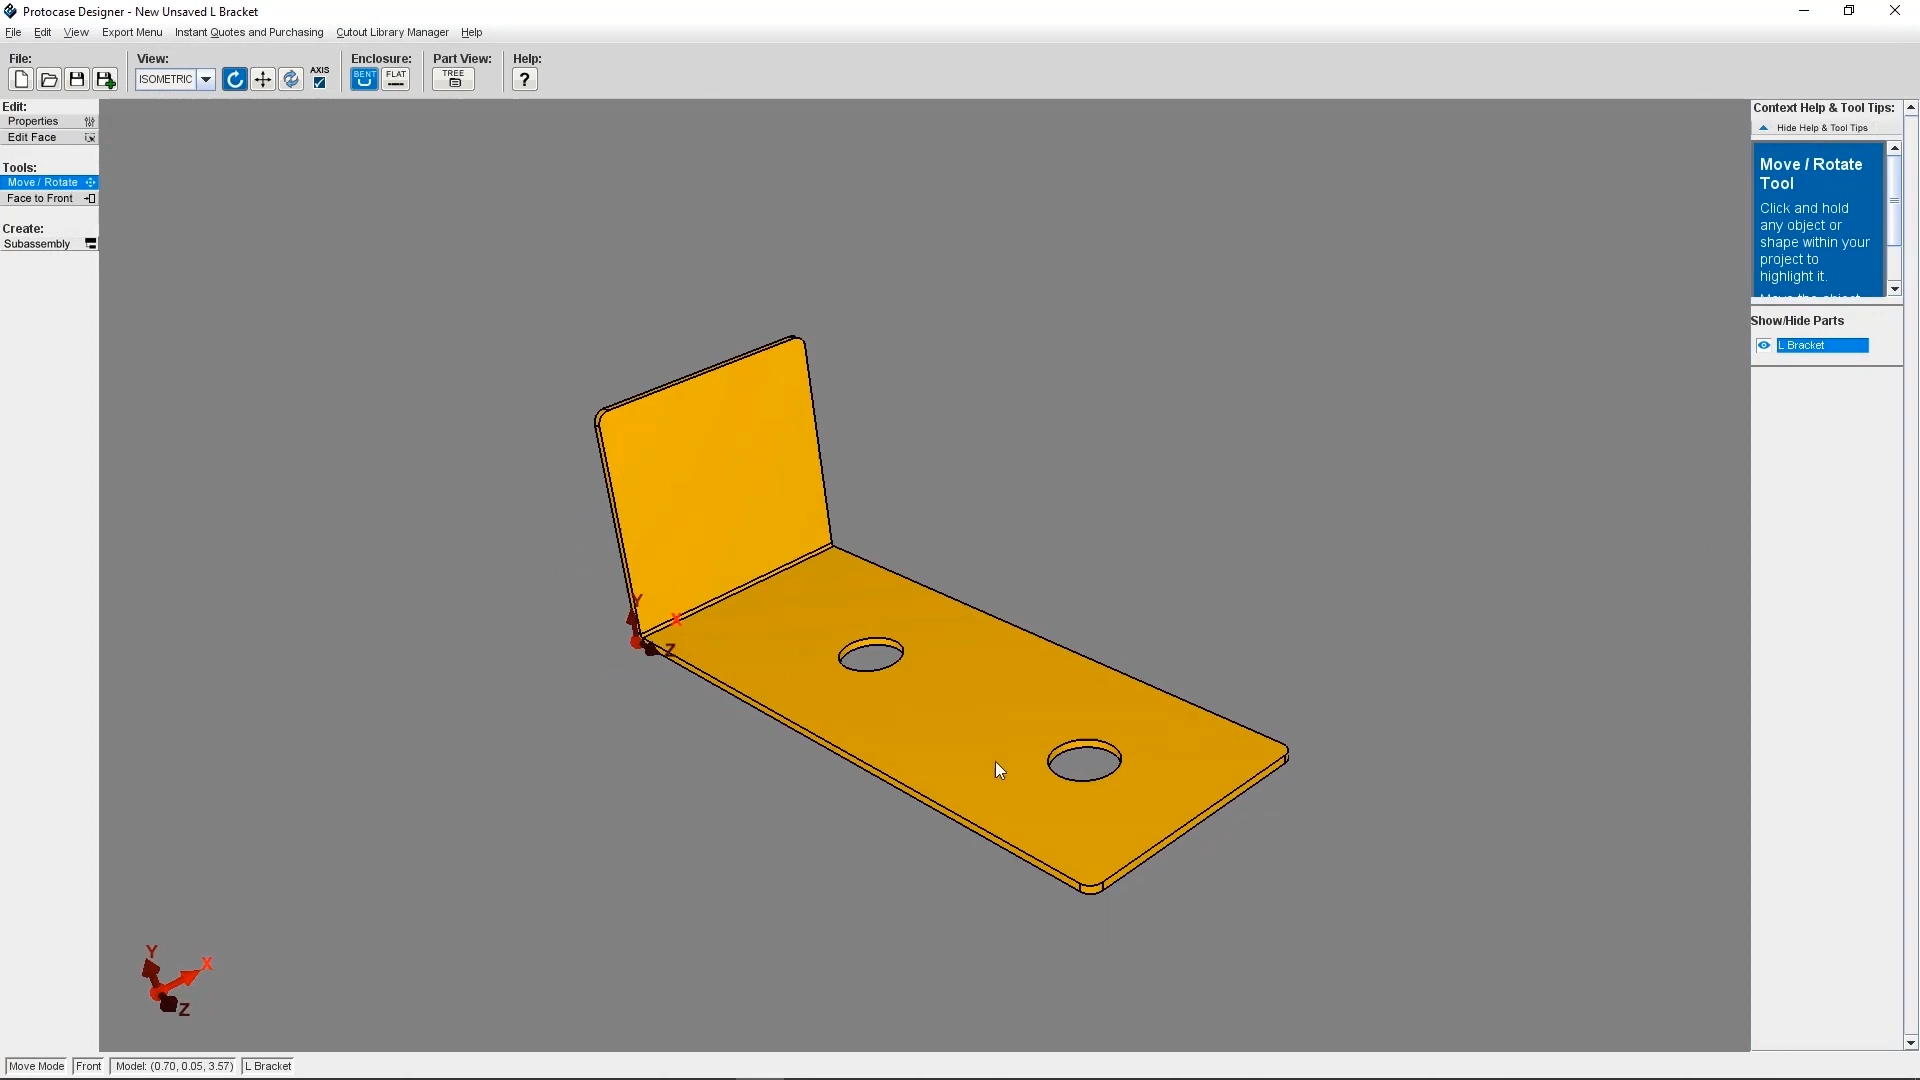 Protocase Designer - New Unsaved L Bracket
File Edit View Export Menu Instant Quotes and Purchasing Cutout Library Manager Help
File: View: Enclosure: Part View: Help:
ISOMETRIC AXIS BENT FLAT TREE ?
Edit:
Properties
Edit Face
Tools:
Move / Rotate
Face to Front
Create:
Subassembly
Context Help & Tool Tips:
Hide Help & Tool Tips
Move / Rotate
Tool
Click and hold
any object or
shape within your
project to
highlight it.
Show/Hide Parts
L Bracket
Y
X
Z
Y
X
Z
Move Mode Front Model: (0.70, 0.05, 3.57) L Bracket